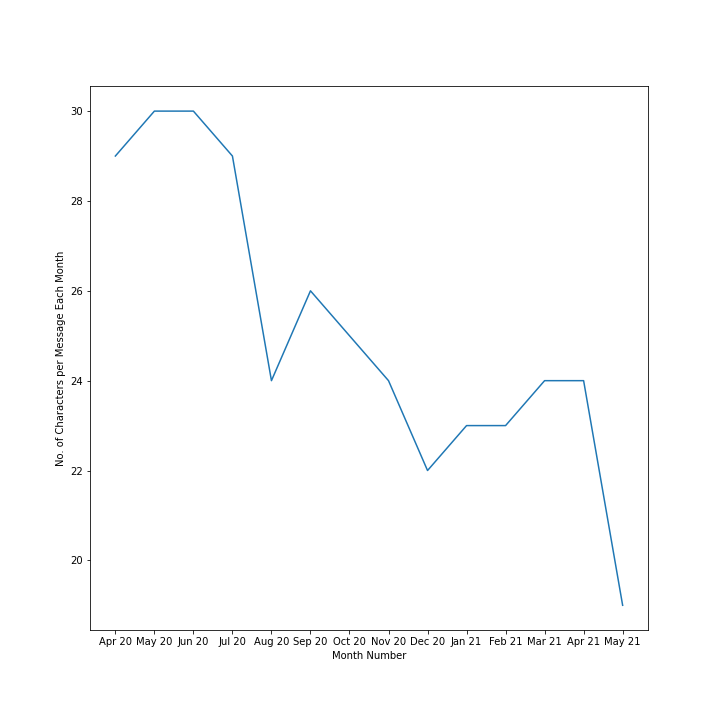 30
28
26
24
22
20
No. of Characters per Message Each Month
Apr 20 May 20 Jun 20 Jul 20 Aug 20 Sep 20 Oct 20 Nov 20 Dec 20 Jan 21 Feb 21 Mar 21 Apr 21 May 21
Month Number